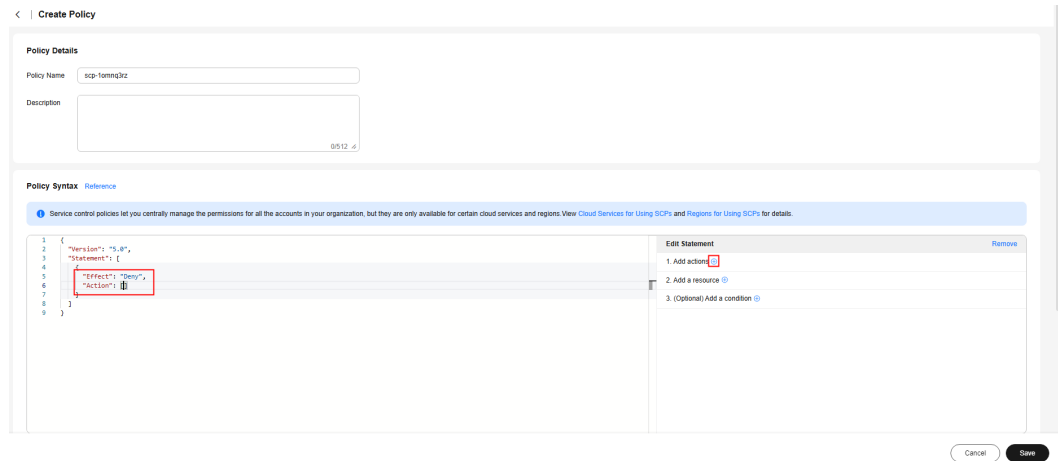 Create Policy
Policy Details
Policy Name scp-1omnq3rz
Description
0/512
Policy Syntax Reference
Service control policies let you centrally manage the permissions for all the accounts in your organization, but they are only available for certain cloud services and regions.View Cloud Services for Using SCPs and Regions for Using SCPs for details.
1 {
2 "Version": "5.0",
3 "Statement": [
4 {
5 "Effect": "Deny",
6 "Action": []
7 }
8 ]
9 }
Edit Statement Remove
1. Add actions
2. Add a resource
3. (Optional) Add a condition
Cancel Save